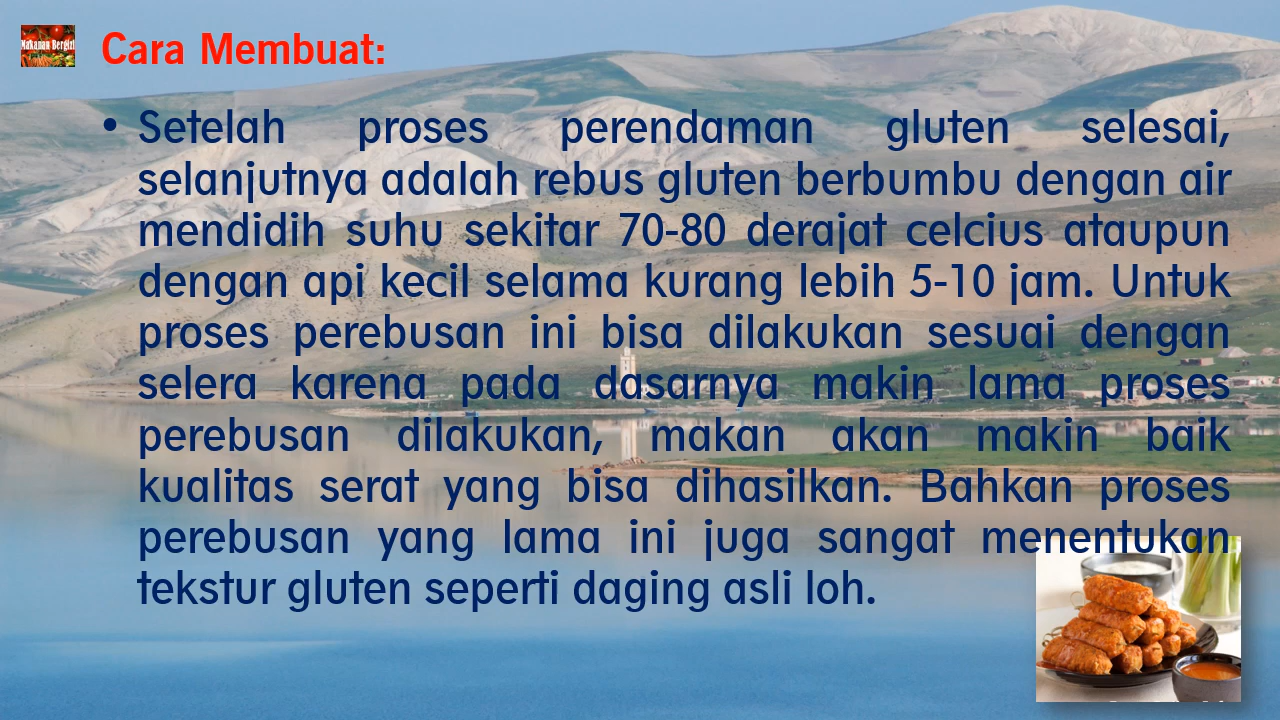 Makanan Bergizi
Cara Membuat:
• Setelah proses perendaman gluten selesai,
selanjutnya adalah rebus gluten berbumbu dengan air
mendidih suhu sekitar 70-80 derajat celcius ataupun
dengan api kecil selama kurang lebih 5-10 jam. Untuk
proses perebusan ini bisa dilakukan sesuai dengan
selera karena pada dasarnya makin lama proses
perebusan dilakukan, makan akan makin baik
kualitas serat yang bisa dihasilkan. Bahkan proses
perebusan yang lama ini juga sangat menentukan
tekstur gluten seperti daging asli loh.